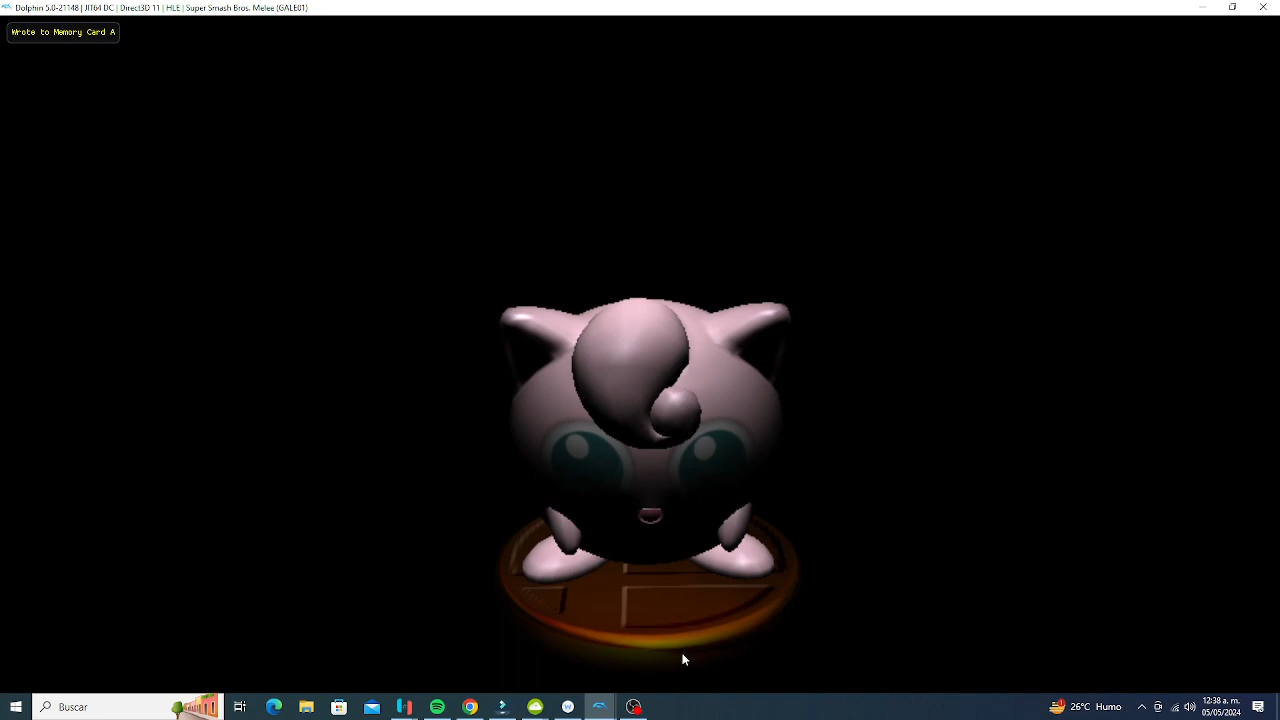 Dolphin 5.0-21148 | JIT64 DC | Direct3D 11 | HLE | Super Smash Bros. Melee (GALE01)
Wrote to Memory Card A
Buscar
26°C Humo
12:38 a. m.
05/05/2024